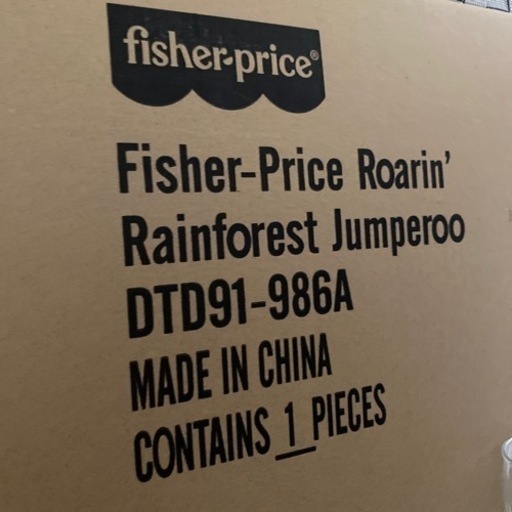 fisher-price®
Fisher-Price Roarin'
Rainforest Jumperoo
DTD91-986A
MADE IN CHINA
CONTAINS 1 PIECES